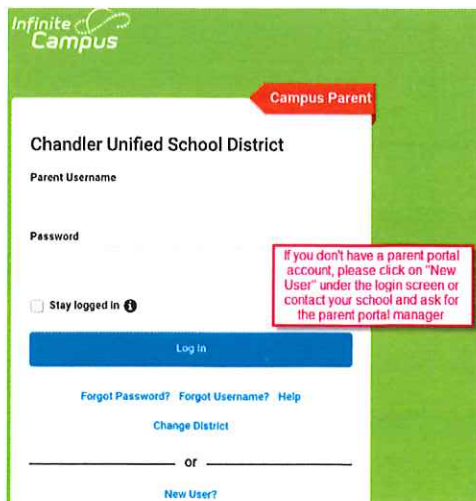 Infinite
Campus
Campus Parent
Chandler Unified School District
Parent Username
Password
If you don't have a parent portal
account, please click on "New
User" under the login screen or
contact your school and ask for
the parent portal manager
Stay logged in
Log In
Forgot Password? Forgot Username? Help
Change District
or
New User?